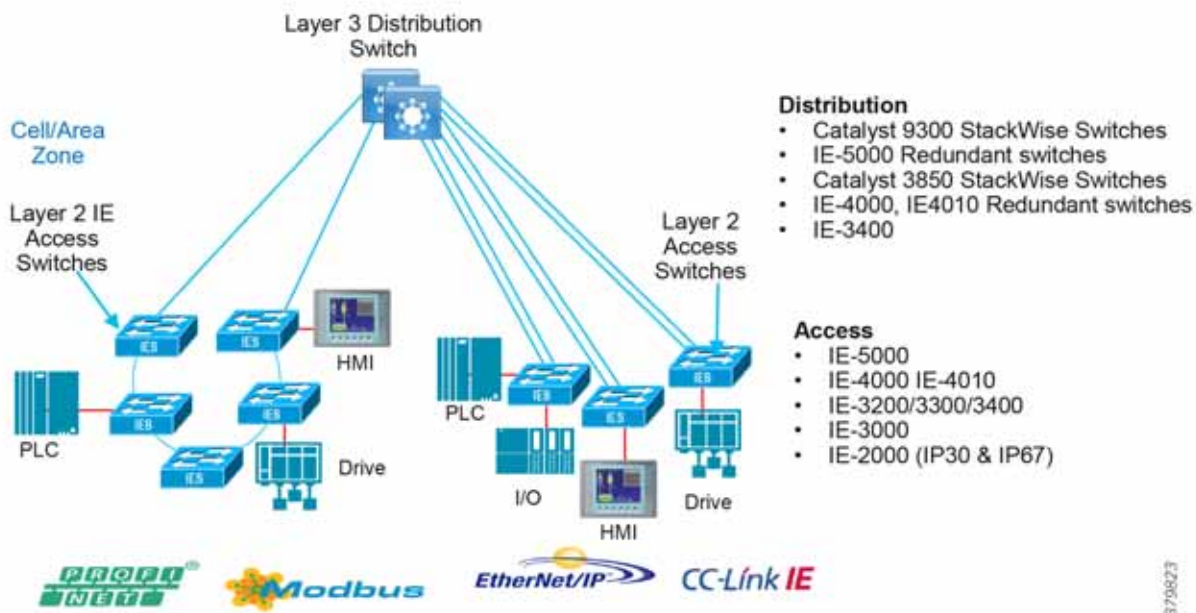 Layer 3 Distribution
Switch
Cell/Area
Zone
Layer 2 IE
Access
Switches
Layer 2
Access
Switches
IES
IES
HMI
PLC
IES
IES
IES
Drive
PLC
IES
IES
IES
I/O
HMI
Drive
Distribution
• Catalyst 9300 StackWise Switches
• IE-5000 Redundant switches
• Catalyst 3850 StackWise Switches
• IE-4000, IE4010 Redundant switches
• IE-3400
Access
• IE-5000
• IE-4000 IE-4010
• IE-3200/3300/3400
• IE-3000
• IE-2000 (IP30 & IP67)
PROFI
NET®
Modbus
EtherNet/IP
CC-Línk IE
379823